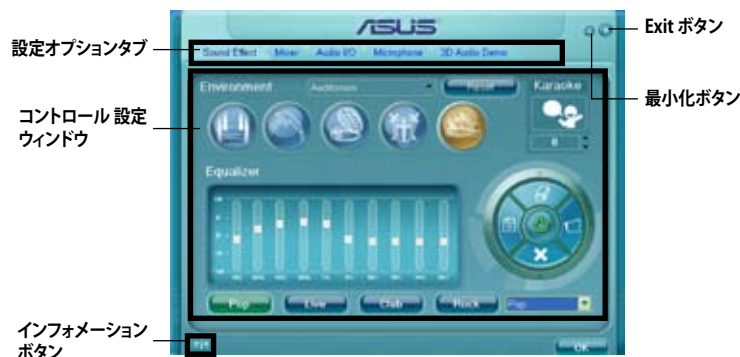 ASUS
Exit ボタン
設定オプションタブ
Sound Effect Mixer Audio I/O Microphone 3D Audio Demo
最小化ボタン
Environment Auditorium Reset Karaoke
コントロール 設定
ウィンドウ
0
Equalizer
Pop Live Club Rock Pop
インフォメーション
ボタン
OK